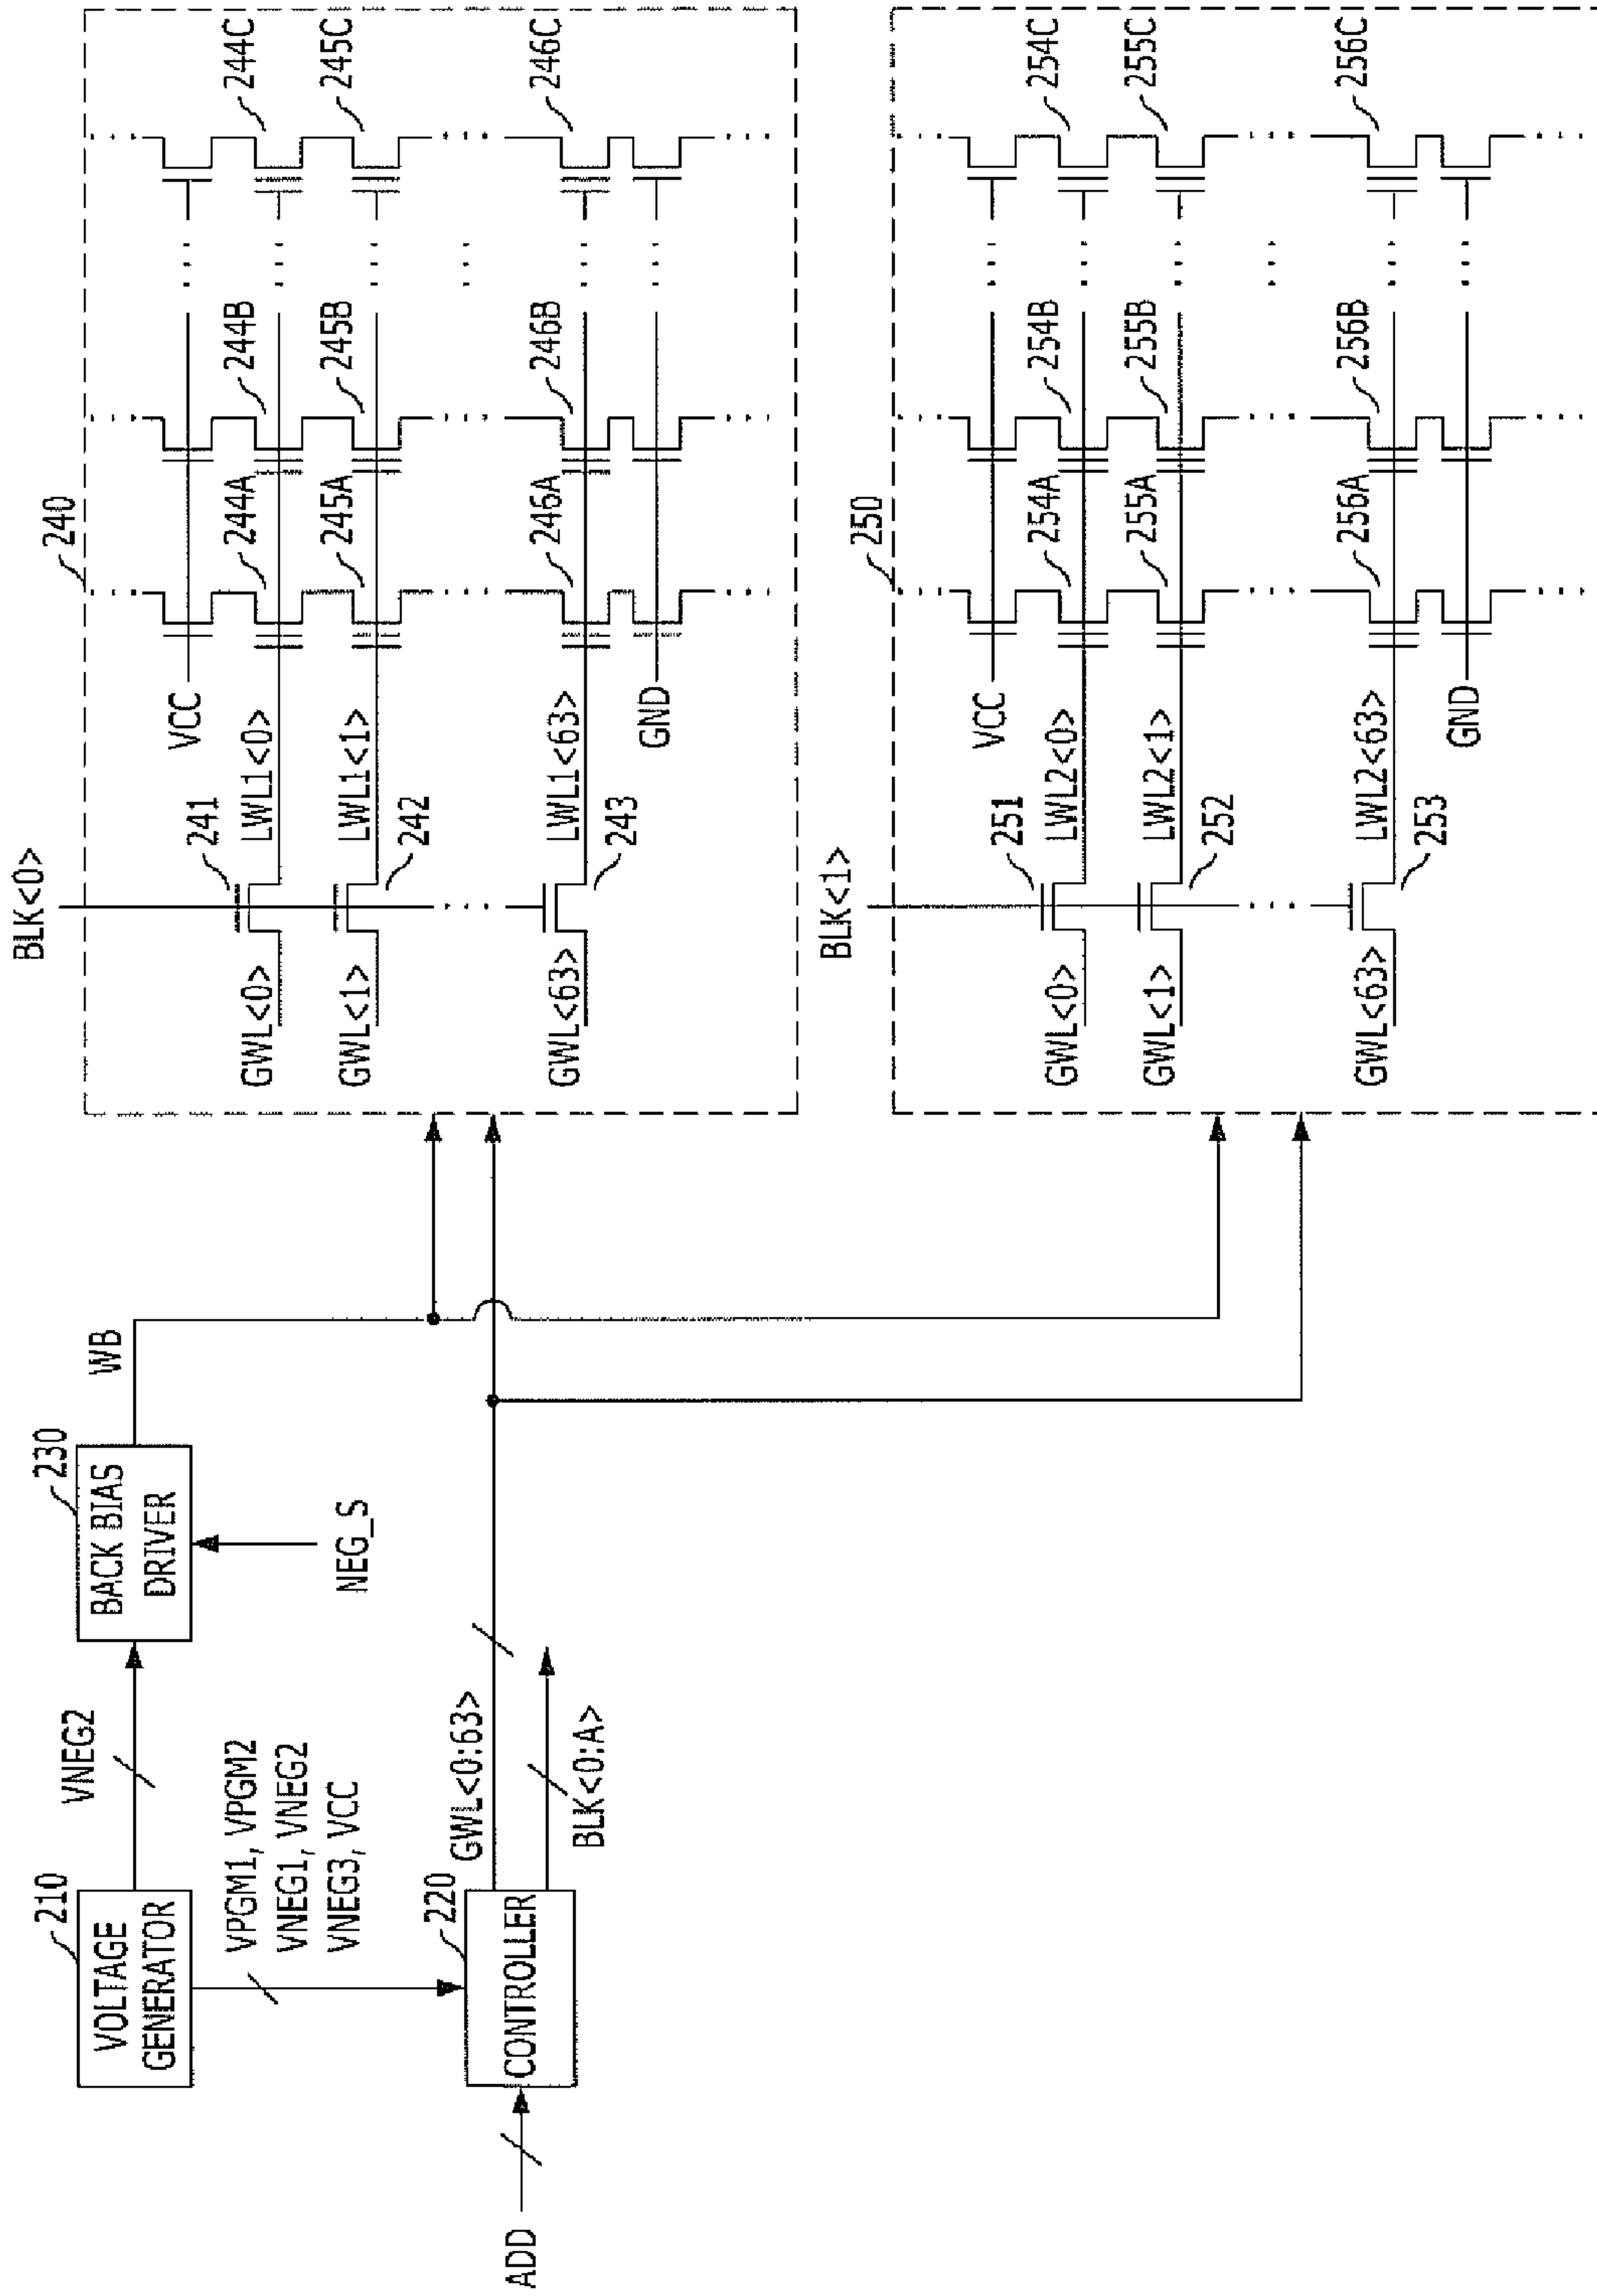 ADD
210
VOLTAGE
GENERATOR
VNEG2
230
BACK BIAS
DRIVER
NEG_S
WB
VPGM1, VPGM2
VNEG1, VNEG2
VNEG3, VCC
220
CONTROLLER
GWL<0:63>
BLK<0:A>
BLK<0>
240
VCC
GWL<0>
241
LWL1<0>
244A
244B
244C
GWL<1>
242
LWL1<1>
245A
245B
245C
GWL<63>
243
LWL1<63>
246A
246B
246C
GND
BLK<1>
250
VCC
GWL<0>
251
LWL2<0>
254A
254B
254C
GWL<1>
252
LWL2<1>
255A
255B
255C
GWL<63>
253
LWL2<63>
256A
256B
256C
GND